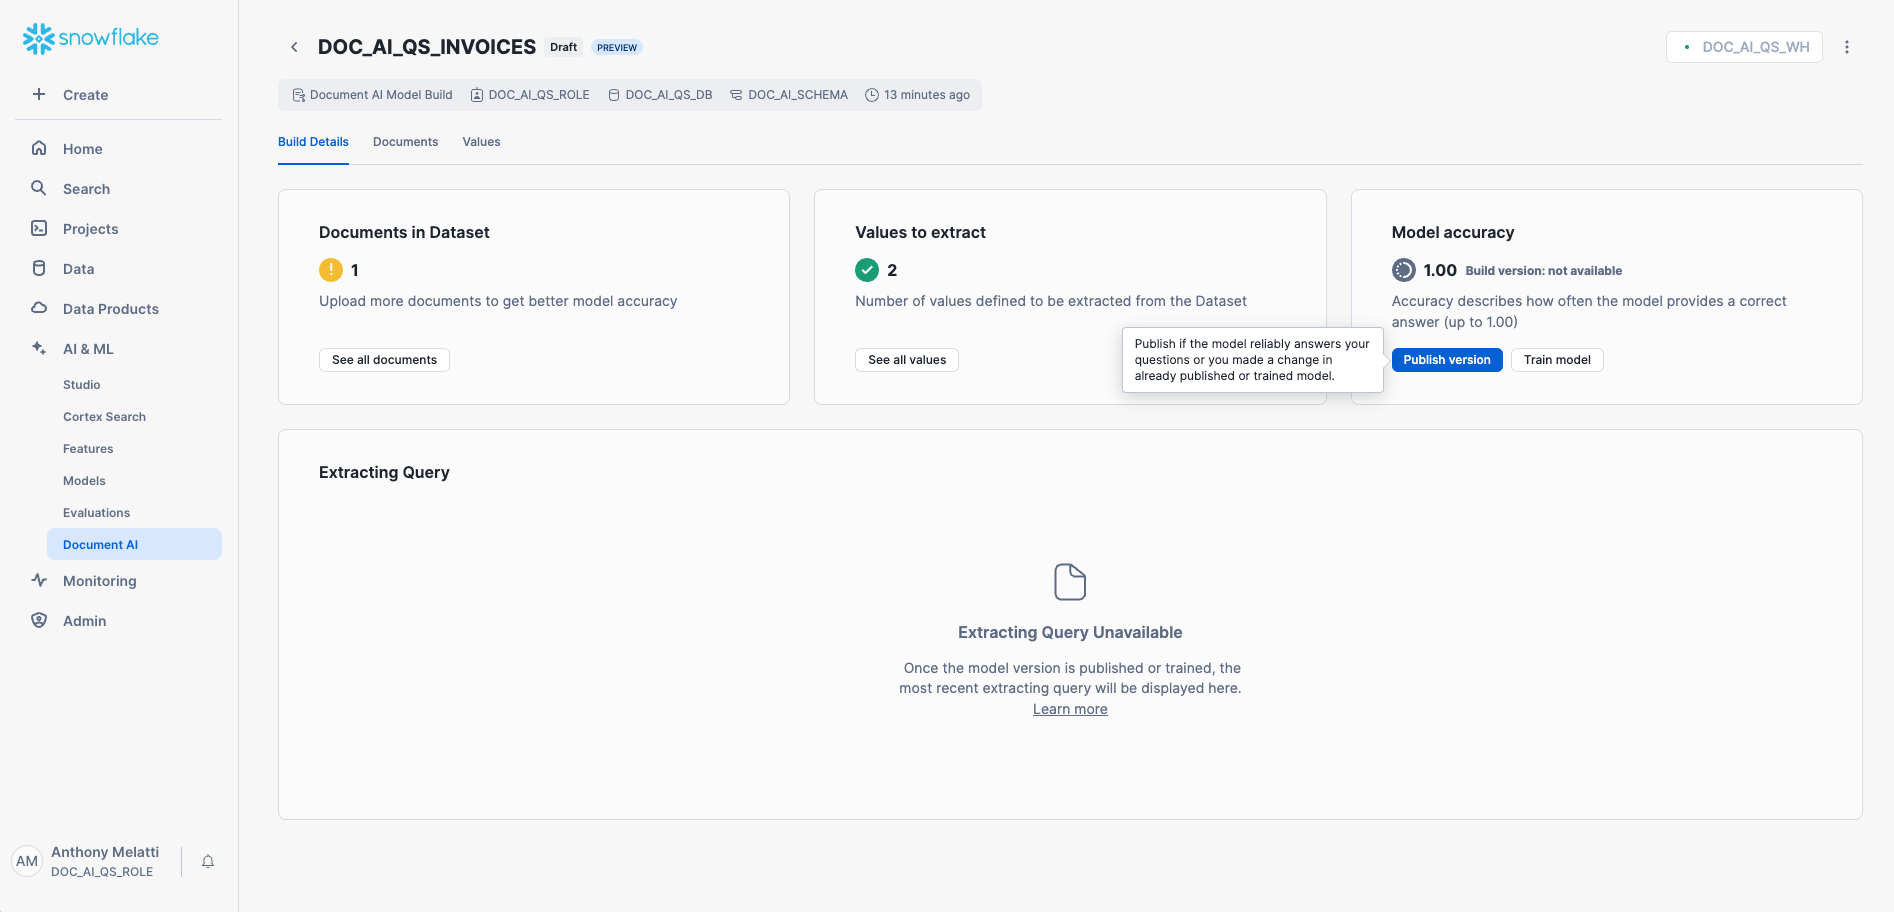 snowflake
Create
Home
Search
Projects
Data
Data Products
AI & ML
Studio
Cortex Search
Features
Models
Evaluations
Document AI
Monitoring
Admin
AM
Anthony Melatti
DOC_AI_QS_ROLE
DOC_AI_QS_INVOICES Draft PREVIEW
DOC_AI_QS_WH
Document AI Model Build DOC_AI_QS_ROLE DOC_AI_QS_DB DOC_AI_SCHEMA 13 minutes ago
Build Details Documents Values
Documents in Dataset
1
Upload more documents to get better model accuracy
See all documents
Values to extract
2
Number of values defined to be extracted from the Dataset
See all values
Publish if the model reliably answers your
questions or you made a change in
already published or trained model.
Model accuracy
1.00 Build version: not available
Accuracy describes how often the model provides a correct
answer (up to 1.00)
Publish version Train model
Extracting Query
Extracting Query Unavailable
Once the model version is published or trained, the
most recent extracting query will be displayed here.
Learn more